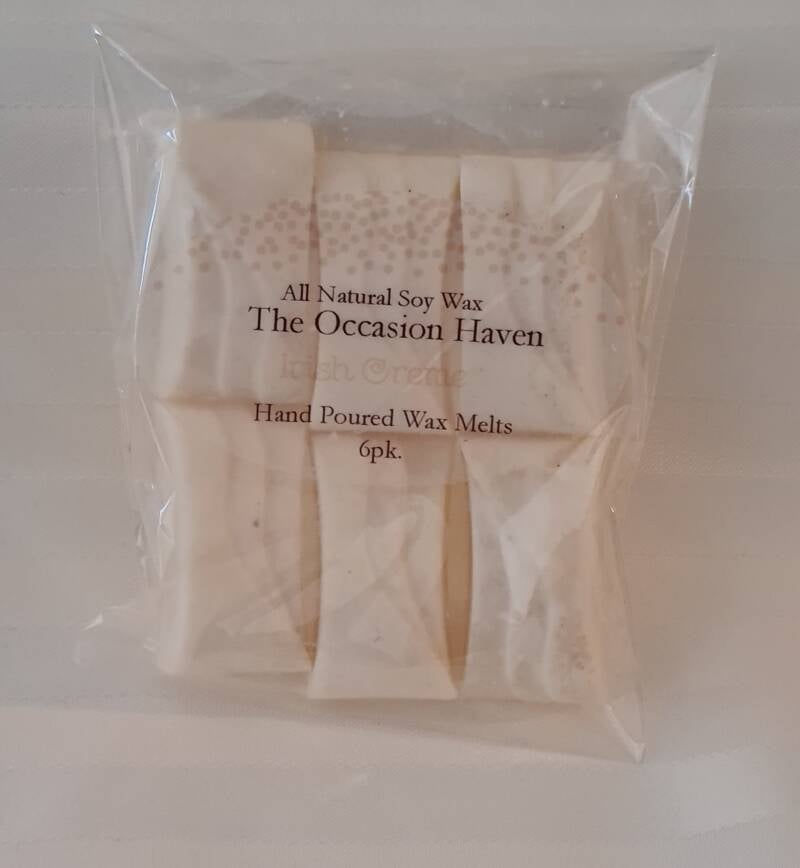 All Natural Soy Wax
The Occasion Haven
Irish Creme
Hand Poured Wax Melts
6pk.